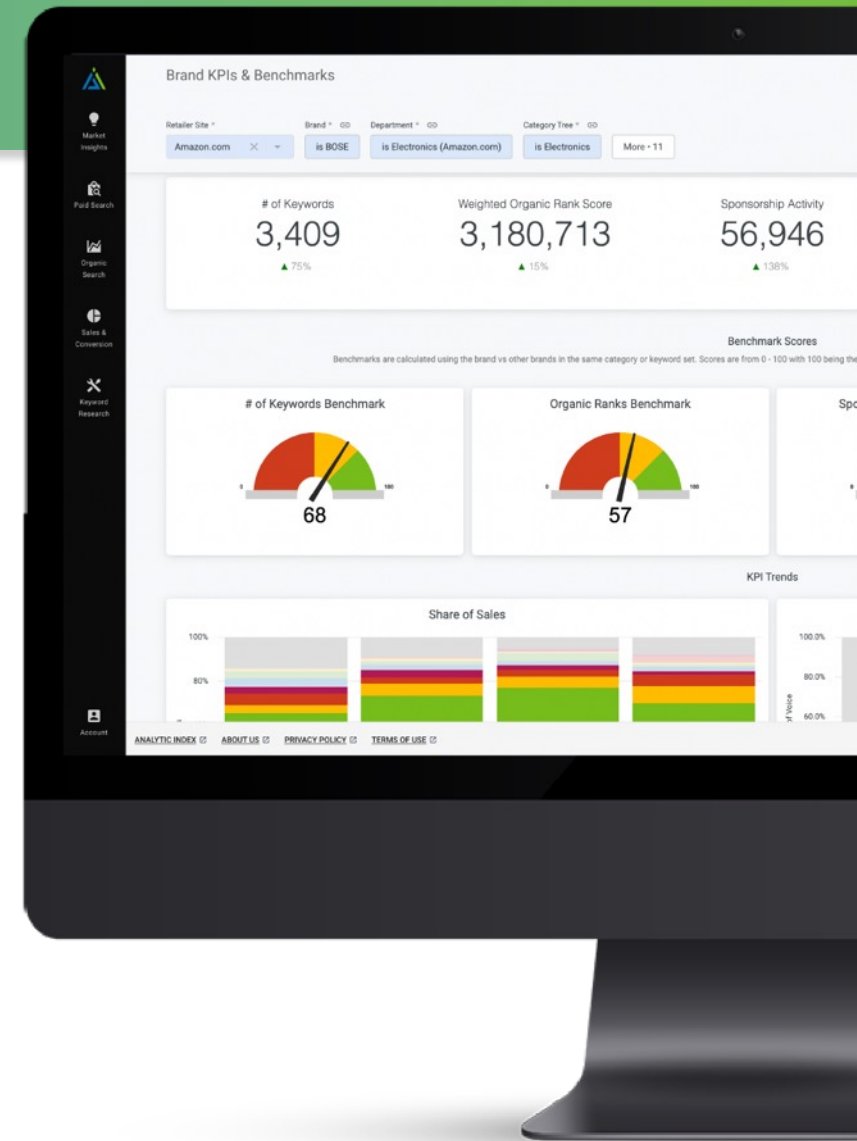 Brand KPIs & Benchmarks
Retailer Site *
Brand *
Department *
Category Tree *
Amazon.com
is BOSE
is Electronics (Amazon.com)
is Electronics
More • 11
Market
Insights
Paid Search
Organic
Search
Sales &
Conversion
Keyword
Research
Account
# of Keywords
3,409
▲ 75%
Weighted Organic Rank Score
3,180,713
▲ 15%
Sponsorship Activity
56,946
▲ 138%
Benchmark Scores
Benchmarks are calculated using the brand vs other brands in the same category or keyword set. Scores are from 0 - 100 with 100 being the
# of Keywords Benchmark
0
100
68
Organic Ranks Benchmark
0
100
57
Spo
0
KPI Trends
Share of Sales
100%
80%
100.0%
80.0%
60.0%
of Voice
ANALYTIC INDEX
ABOUT US
PRIVACY POLICY
TERMS OF USE